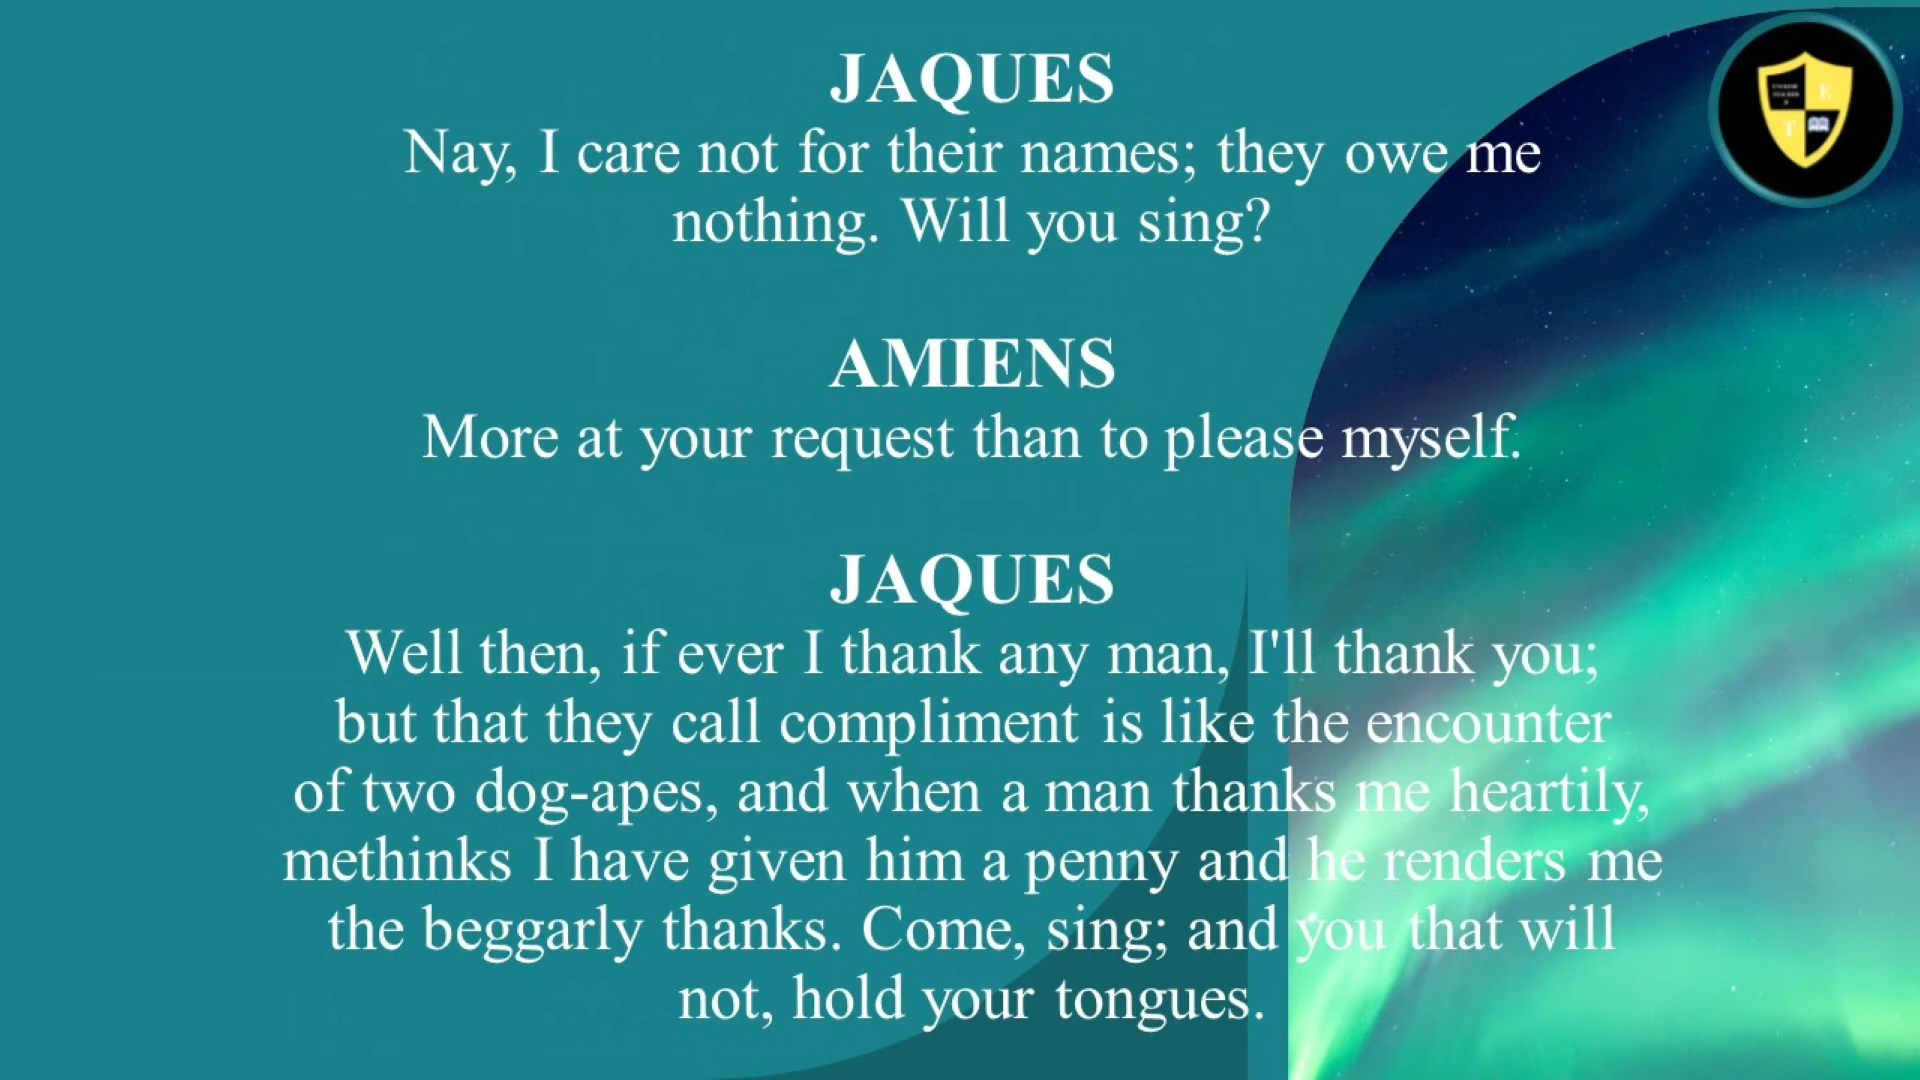 JAQUES
Nay, I care not for their names; they owe me
nothing. Will you sing?
AMIENS
More at your request than to please myself.
JAQUES
Well then, if ever I thank any man, I'll thank you;
but that they call compliment is like the encounter
of two dog-apes, and when a man thanks me heartily,
methinks I have given him a penny and he renders me
the beggarly thanks. Come, sing; and you that will
not, hold your tongues.
E
T